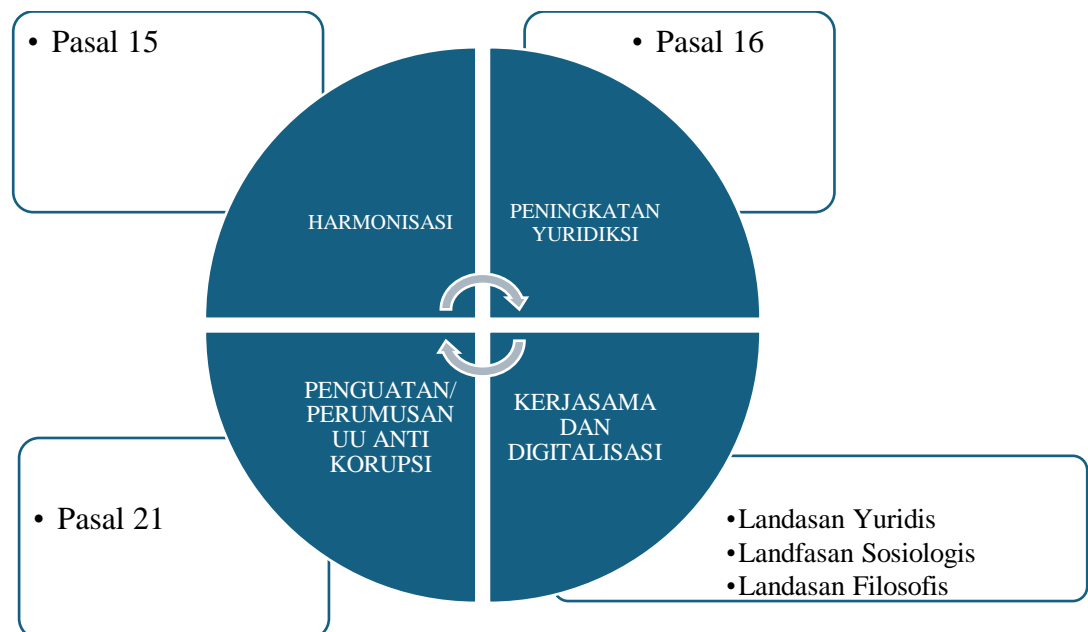 • Pasal 15
• Pasal 16
HARMONISASI
PENINGKATAN
YURIDIKSI
PENGUATAN/
PERUMUSAN
UU ANTI
KORUPSI
KERJASAMA
DAN
DIGITALISASI
• Pasal 21
•Landasan Yuridis
•Landfasan Sosiologis
•Landasan Filosofis